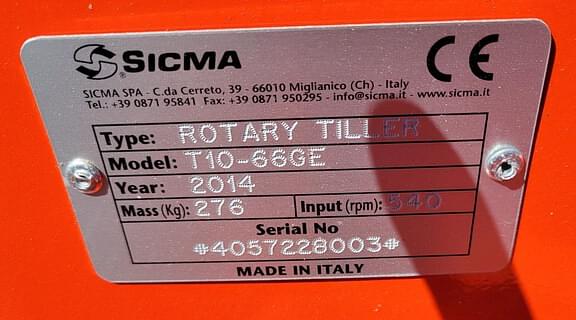 SICMA CE
SICMA SPA - C.da Cerreto, 39 - 66010 Miglianico (Ch) - Italy
Tel.: +39 0871 95841 Fax: +39 0871 950295 - info@sicma.it - www.sicma.it
Type: ROTARY TILLER
Model: T10-66GE
Year: 2014
Mass (Kg): 276 Input (rpm): 540
Serial No
*4057228003*
MADE IN ITALY